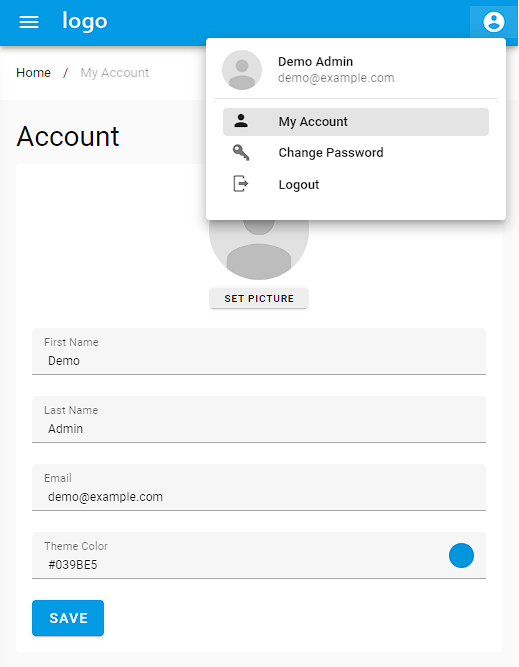 logo
Home / My Account
Demo Admin
demo@example.com
My Account
Change Password
Logout
Account
SET PICTURE
First Name
Demo
Last Name
Admin
Email
demo@example.com
Theme Color
#039BE5
SAVE